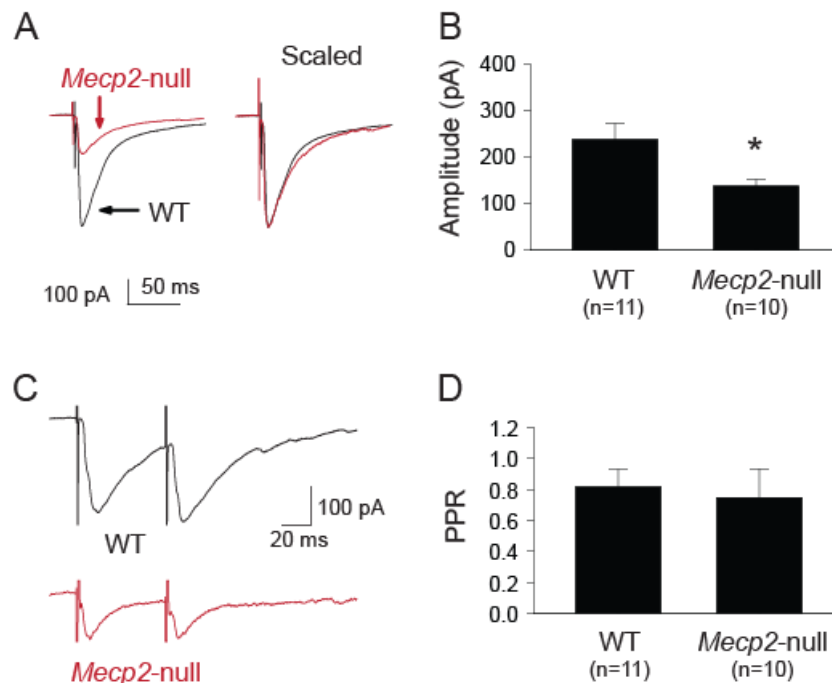 A
Mecp2-null
WT
Scaled
100 pA
50 ms
B
Amplitude (pA)
400
300
200
100
0
*
WT
(n=11)
Mecp2-null
(n=10)
C
WT
100 pA
20 ms
Mecp2-null
D
PPR
1.2
1.0
0.8
0.6
0.4
0.2
0.0
WT
(n=11)
Mecp2-null
(n=10)